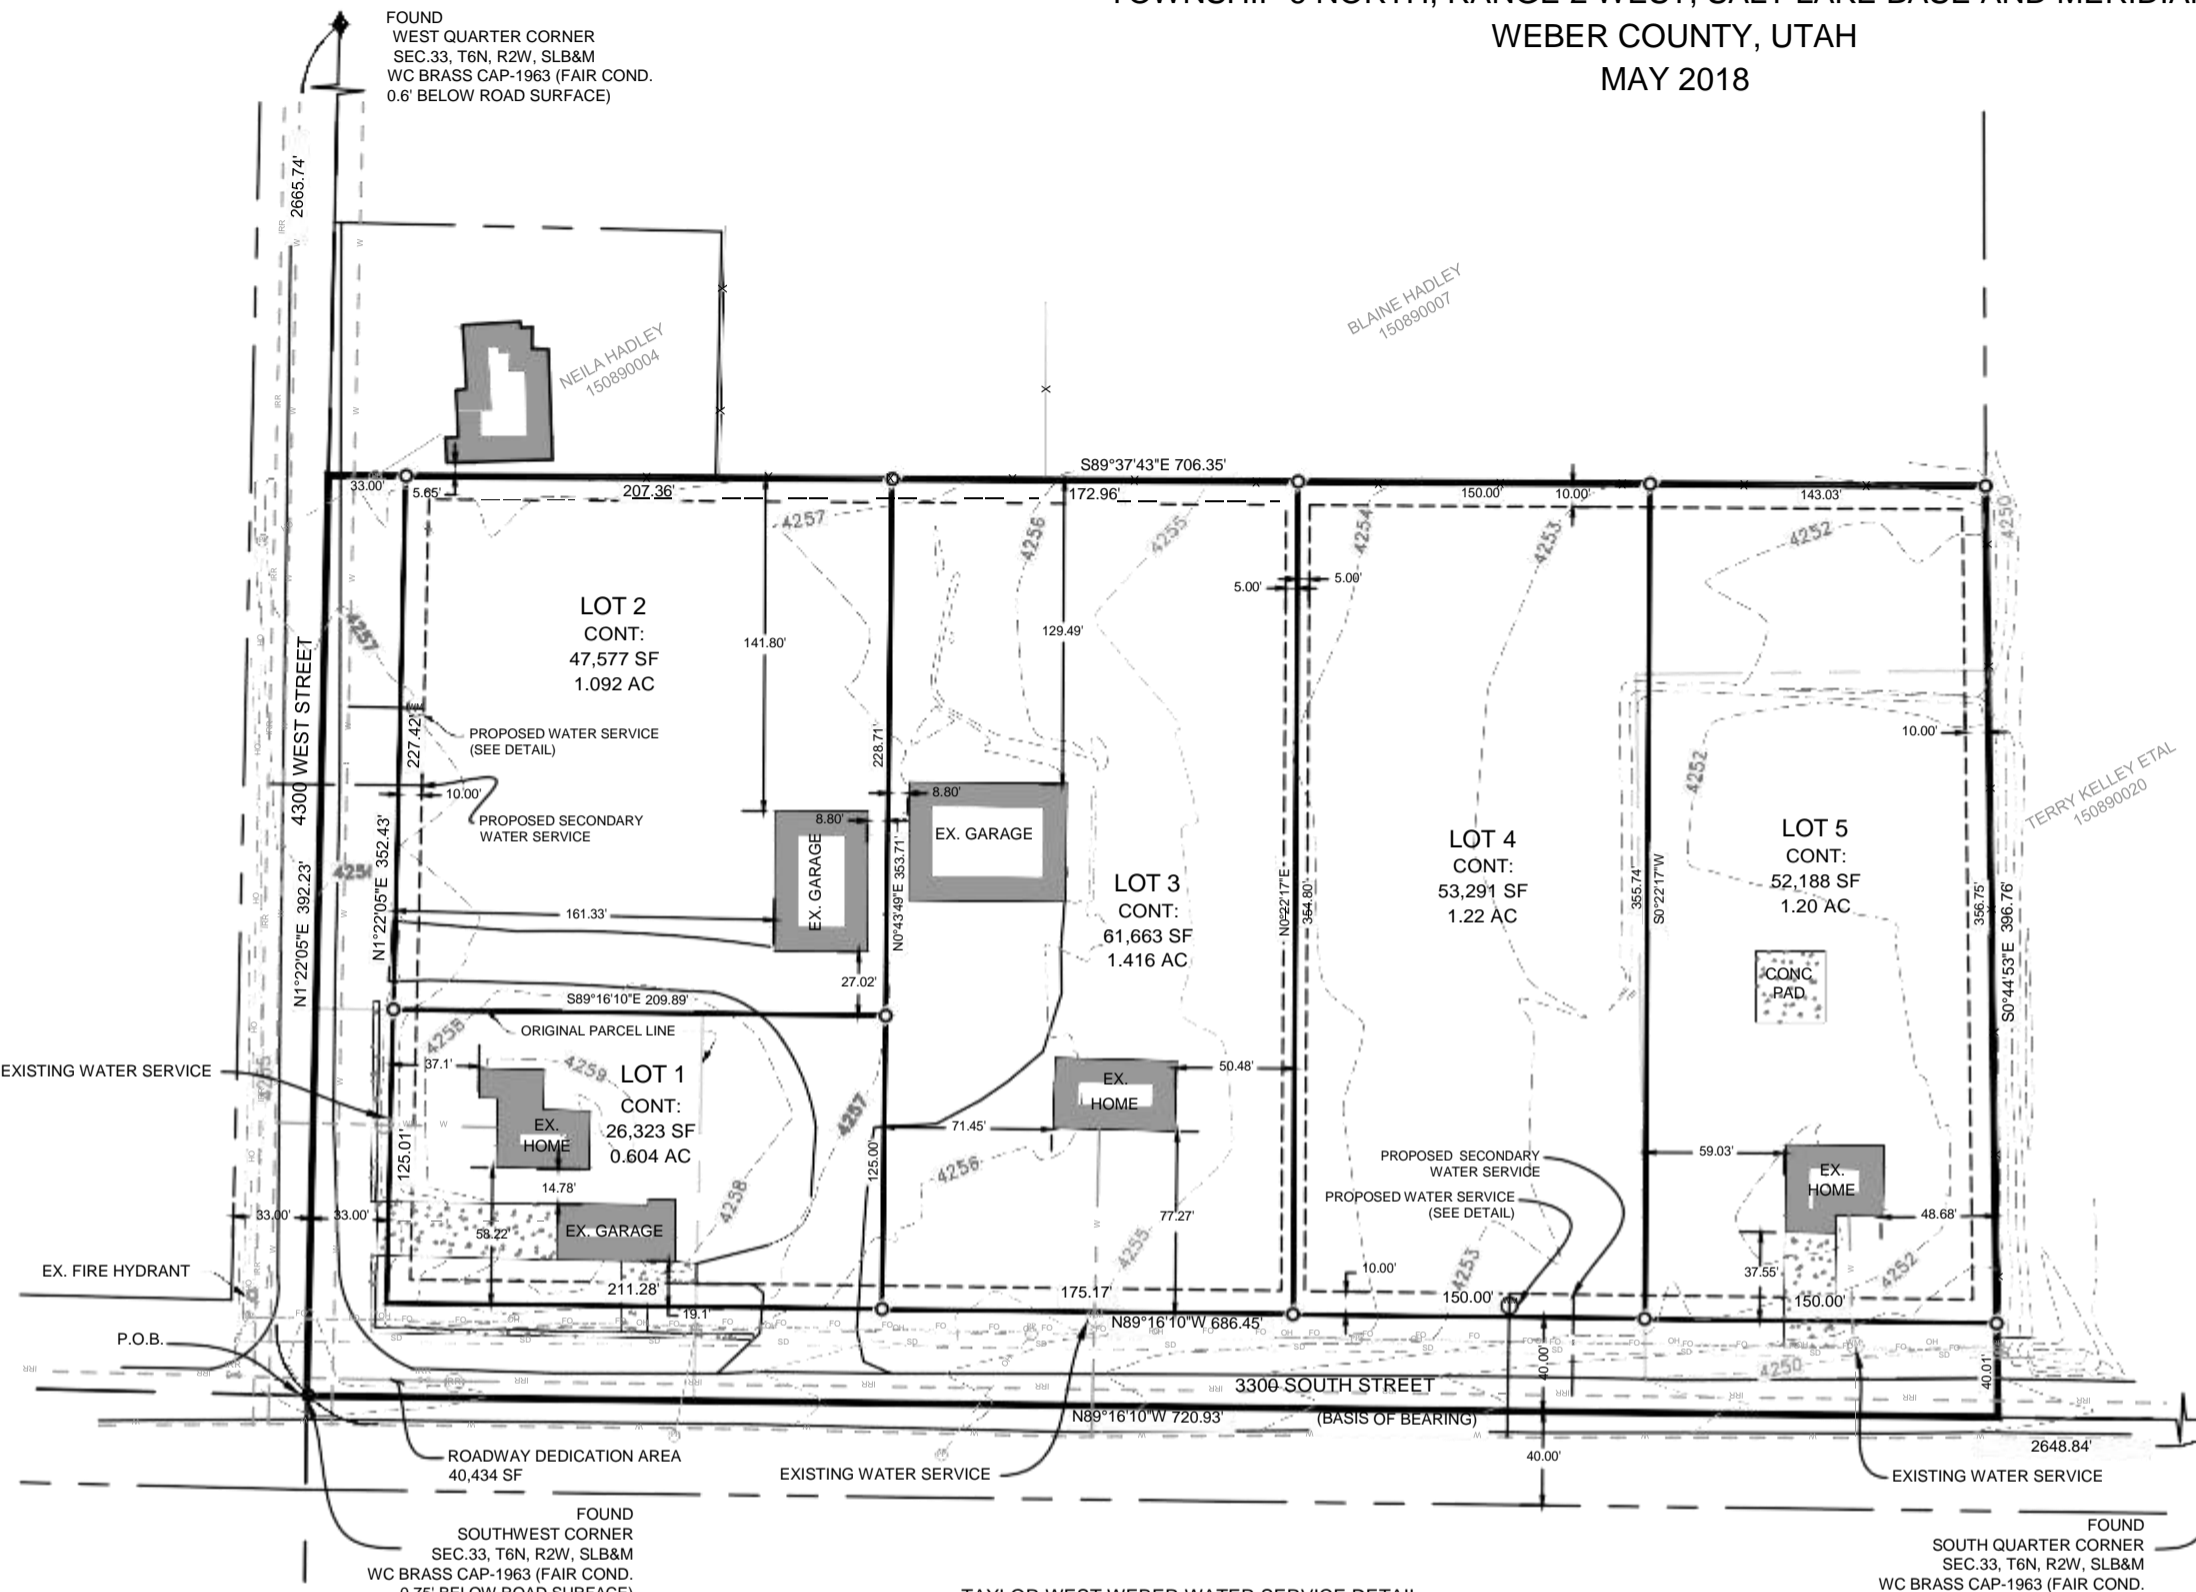 FOUND
WEST QUARTER CORNER
SEC.33, T6N, R2W, SLB&M
WC BRASS CAP-1963 (FAIR COND.
0.6' BELOW ROAD SURFACE)
WEBER COUNTY, UTAH
MAY 2018
2665.74'
NEILA HADLEY
150890004
BLAINE HADLEY
150890007
S89°37'43"E 706.35'
33.00'
5.65'
207.36'
172.96'
150.00'
10.00'
143.03'
4257
4256
4255
4254
4253
4252
4250
5.00'
5.00'
LOT 2
CONT:
47,577 SF
1.092 AC
141.80'
129.49'
4257
4300 WEST STREET
227.42'
PROPOSED WATER SERVICE
(SEE DETAIL)
228.71'
10.00'
4252
TERRY KELLEY ETAL
150890020
10.00'
PROPOSED SECONDARY
WATER SERVICE
8.80'
8.80'
EX. GARAGE
EX. GARAGE
N1°22'05"E 392.23'
N1°22'05"E 352.43'
N0°43'49"E 353.71'
LOT 3
CONT:
61,663 SF
1.416 AC
N0°22'17"E
354.80'
LOT 4
CONT:
53,291 SF
1.22 AC
355.74'
S0°22'17"W
LOT 5
CONT:
52,188 SF
1.20 AC
356.75'
S0°44'53"E 396.76'
161.33'
27.02'
CONC
PAD
S89°16'10"E 209.89'
ORIGINAL PARCEL LINE
4258
37.1'
4259
LOT 1
CONT:
26,323 SF
0.604 AC
EXISTING WATER SERVICE
EX.
HOME
125.01'
14.78'
58.22'
EX. GARAGE
4257
4258
125.00'
71.45'
4256
EX.
HOME
50.48'
77.27'
4255
PROPOSED SECONDARY
WATER SERVICE
PROPOSED WATER SERVICE
(SEE DETAIL)
59.03'
EX.
HOME
48.68'
37.55'
4253
4252
33.00'
33.00'
EX. FIRE HYDRANT
211.28'
19.1'
175.17'
10.00'
150.00'
150.00'
N89°16'10"W 686.45'
P.O.B.
40.00'
4250
40.01'
3300 SOUTH STREET
N89°16'10"W 720.93'
(BASIS OF BEARING)
2648.84'
ROADWAY DEDICATION AREA
40,434 SF
EXISTING WATER SERVICE
40.00'
EXISTING WATER SERVICE
FOUND
SOUTHWEST CORNER
SEC.33, T6N, R2W, SLB&M
WC BRASS CAP-1963 (FAIR COND.
FOUND
SOUTH QUARTER CORNER
SEC.33, T6N, R2W, SLB&M
WC BRASS CAP-1963 (FAIR COND.